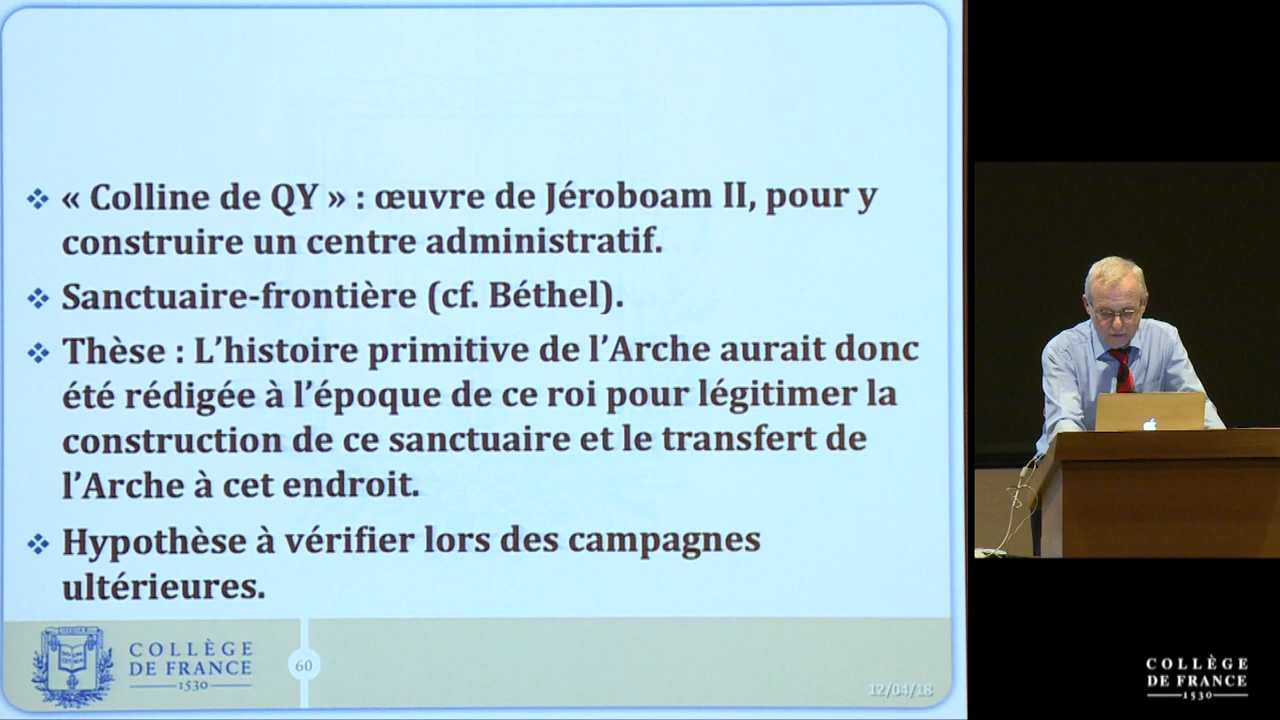 ❖ « Colline de QY » : œuvre de Jéroboam II, pour y
construire un centre administratif.
❖ Sanctuaire-frontière (cf. Béthel).
❖ Thèse : L’histoire primitive de l’Arche aurait donc
été rédigée à l’époque de ce roi pour légitimer la
construction de ce sanctuaire et le transfert de
l’Arche à cet endroit.
❖ Hypothèse à vérifier lors des campagnes
ultérieures.
COLLÈGE
DE FRANCE
1530
60
12/04/18
COLLÈGE
DE FRANCE
1530